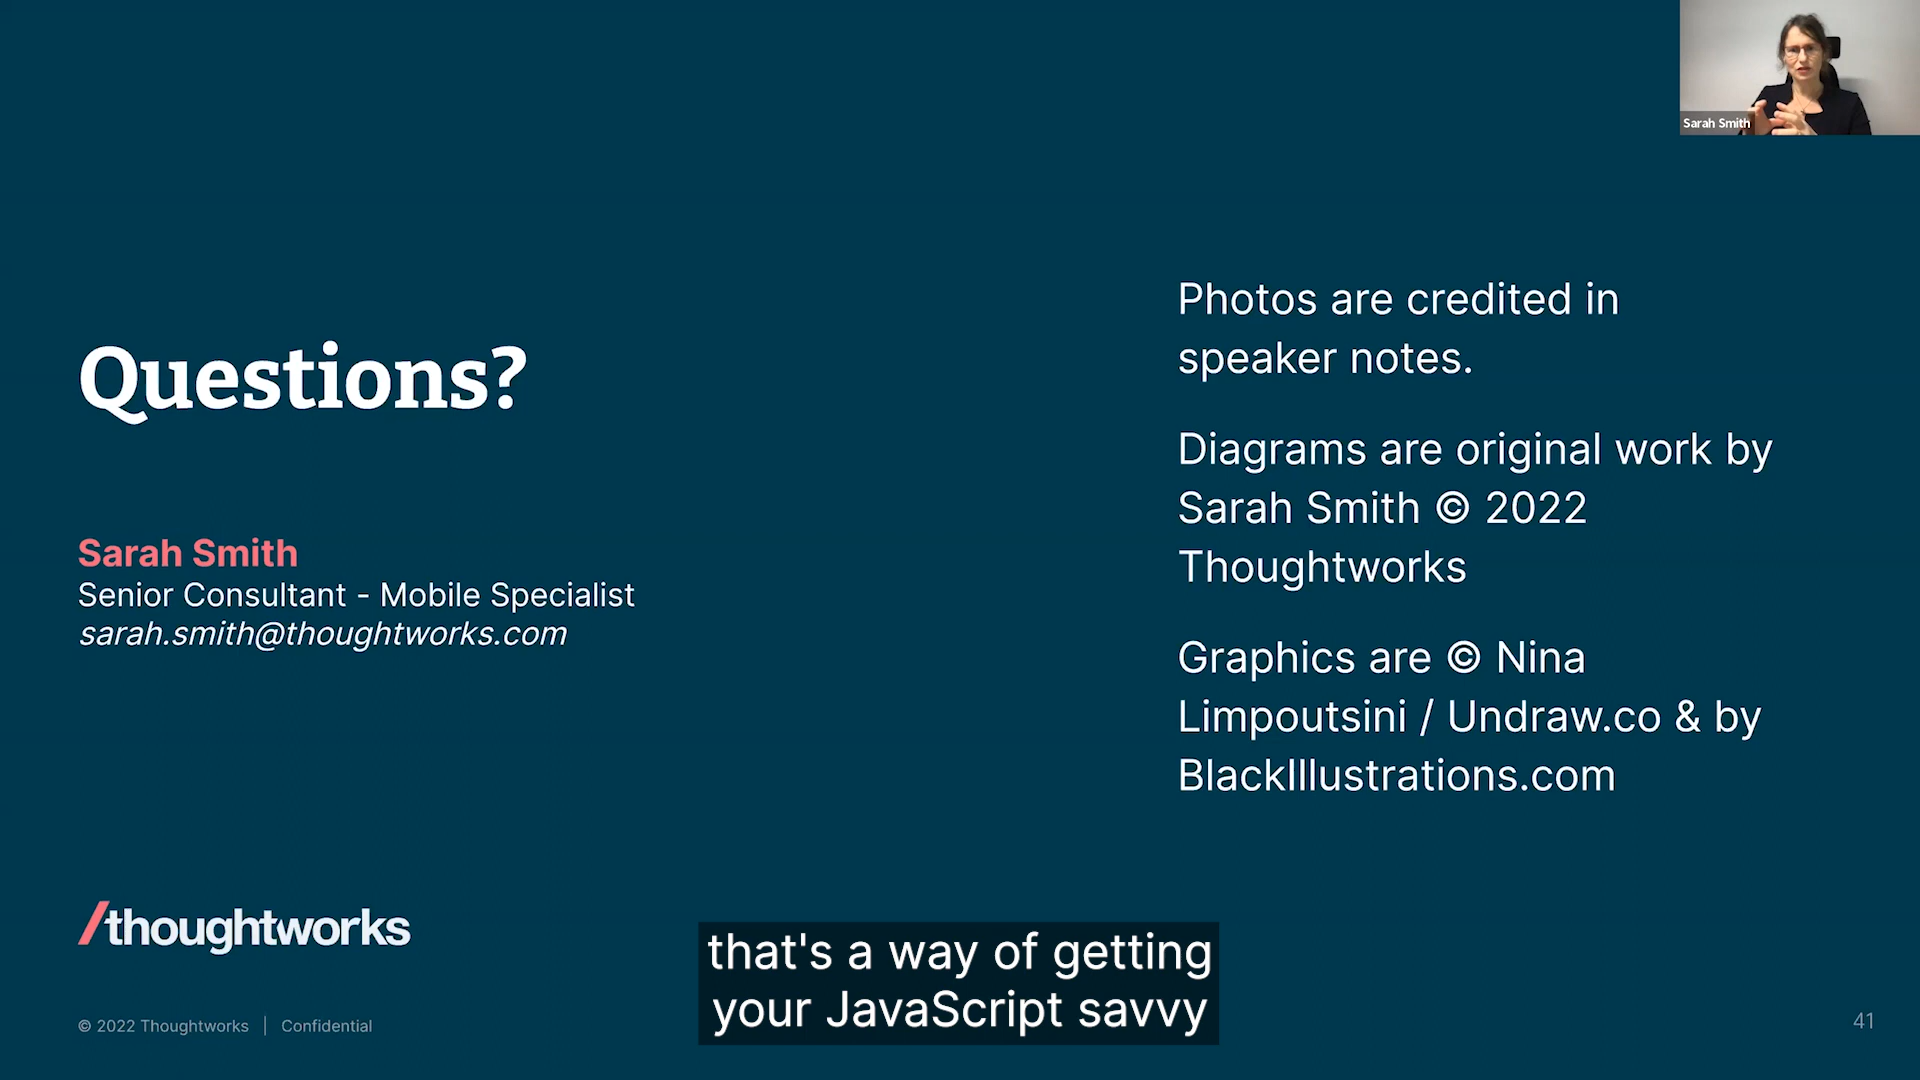 Sarah Smith
Questions?
Sarah Smith
Senior Consultant - Mobile Specialist
sarah.smith@thoughtworks.com
Photos are credited in
speaker notes.
Diagrams are original work by
Sarah Smith © 2022
Thoughtworks
Graphics are © Nina
Limpoutsini / Undraw.co & by
BlackIllustrations.com
/thoughtworks
that's a way of getting
your JavaScript savvy
© 2022 Thoughtworks | Confidential
41